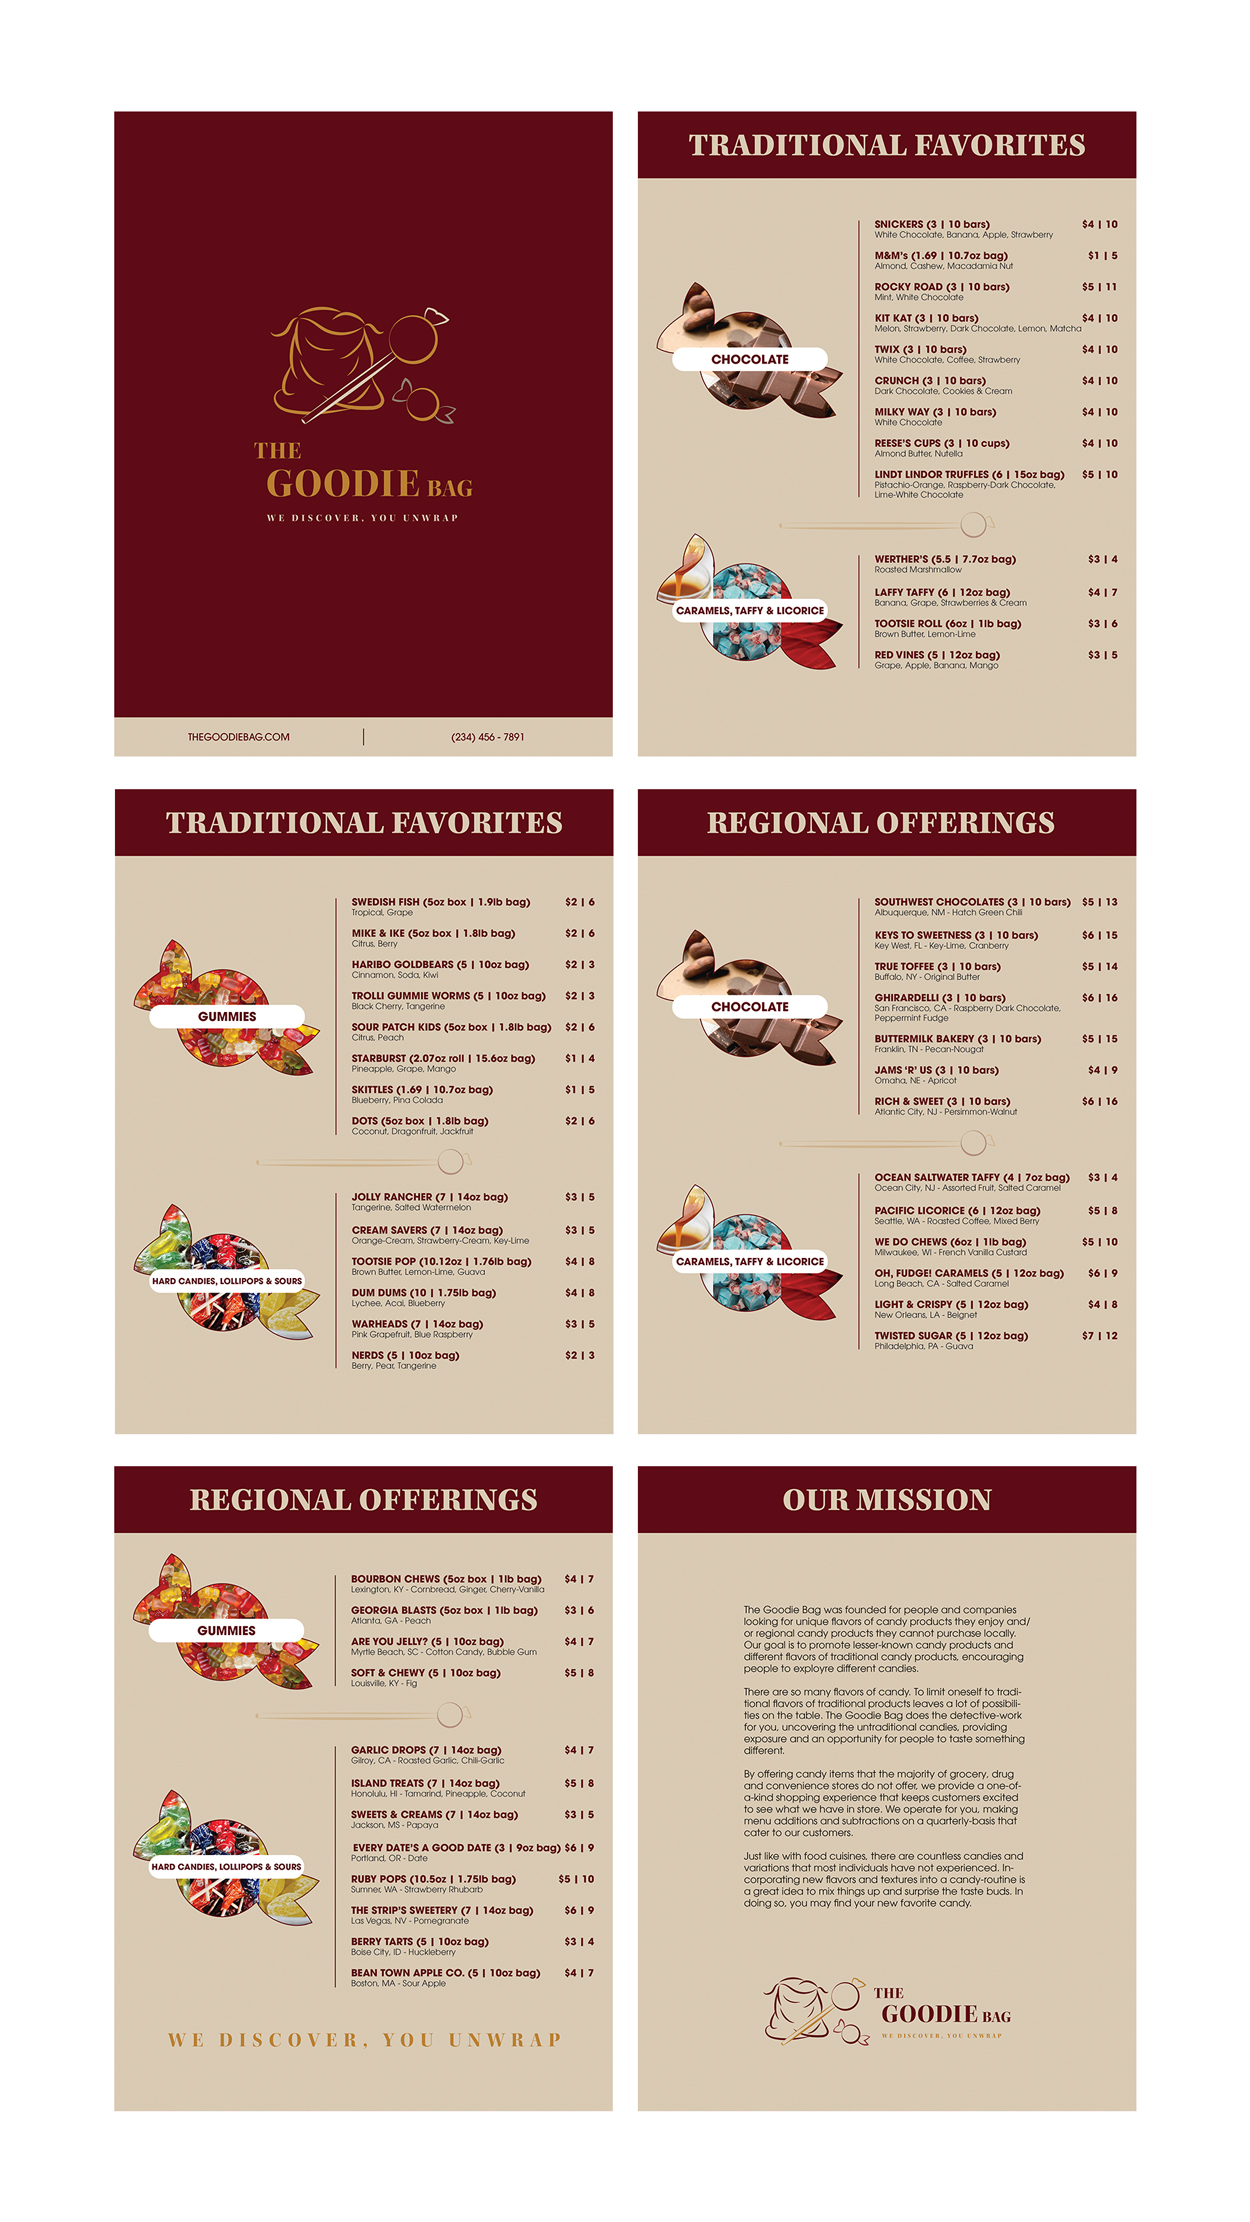 THE
GOODIE BAG
WE DISCOVER, YOU UNWRAP
THEGOODIEBAG.COM
(234) 456 - 7891
TRADITIONAL FAVORITES
CHOCOLATE
SNICKERS (3 | 10 bars) $4 | 10
White Chocolate, Banana, Apple, Strawberry
M&M's (1.69 | 10.7oz bag) $1 | 5
Almond, Cashew, Macadamia Nut
ROCKY ROAD (3 | 10 bars) $5 | 11
Mint, White Chocolate
KIT KAT (3 | 10 bars) $4 | 10
Melon, Strawberry, Dark Chocolate, Lemon, Matcha
TWIX (3 | 10 bars) $4 | 10
White Chocolate, Coffee, Strawberry
CRUNCH (3 | 10 bars) $4 | 10
Dark Chocolate, Cookies & Cream
MILKY WAY (3 | 10 bars) $4 | 10
White Chocolate
REESE'S CUPS (3 | 10 cups) $4 | 10
Almond Butter, Nutella
LINDT LINDOR TRUFFLES (6 | 15oz bag) $5 | 10
Pistachio-Orange, Raspberry-Dark Chocolate,
Lime-White Chocolate
CARAMELS, TAFFY & LICORICE
WERTHER'S (5.5 | 7.7oz bag) $3 | 4
Roasted Marshmallow
LAFFY TAFFY (6 | 12oz bag) $4 | 7
Banana, Grape, Strawberries & Cream
TOOTSIE ROLL (6oz | 1lb bag) $3 | 6
Brown Butter, Lemon-Lime
RED VINES (5 | 12oz bag) $3 | 5
Grape, Apple, Banana, Mango
TRADITIONAL FAVORITES
GUMMIES
SWEDISH FISH (5oz box | 1.9lb bag) $2 | 6
Tropical, Grape
MIKE & IKE (5oz box | 1.8lb bag) $2 | 6
Citrus, Berry
HARIBO GOLDBEARS (5 | 10oz bag) $2 | 3
Cinnamon, Soda, Kiwi
TROLLI GUMMIE WORMS (5 | 10oz bag) $2 | 3
Black Cherry, Tangerine
SOUR PATCH KIDS (5oz box | 1.8lb bag) $2 | 6
Citrus, Peach
STARBURST (2.07oz roll | 15.6oz bag) $1 | 4
Pineapple, Grape, Mango
SKITTLES (1.69 | 10.7oz bag) $1 | 5
Blueberry, Pina Colada
DOTS (5oz box | 1.8lb bag) $2 | 6
Coconut, Dragonfruit, Jackfruit
HARD CANDIES, LOLLIPOPS & SOURS
JOLLY RANCHER (7 | 14oz bag) $3 | 5
Tangerine, Salted Watermelon
CREAM SAVERS (7 | 14oz bag) $3 | 5
Orange-Cream, Strawberry-Cream, Key-Lime
TOOTSIE POP (10.12oz | 1.76lb bag) $4 | 8
Brown Butter, Lemon-Lime, Guava
DUM DUMS (10 | 1.75lb bag) $4 | 8
Lychee, Acai, Blueberry
WARHEADS (7 | 14oz bag) $3 | 5
Pink Grapefruit, Blue Raspberry
NERDS (5 | 10oz bag) $2 | 3
Berry, Pear, Tangerine
REGIONAL OFFERINGS
CHOCOLATE
SOUTHWEST CHOCOLATES (3 | 10 bars) $5 | 13
Albuquerque, NM - Hatch Green Chili
KEYS TO SWEETNESS (3 | 10 bars) $6 | 15
Key West, FL - Key-Lime, Cranberry
TRUE TOFFEE (3 | 10 bars) $5 | 14
Buffalo, NY - Original Butter
GHIRARDELLI (3 | 10 bars) $6 | 16
San Francisco, CA - Raspberry Dark Chocolate,
Peppermint Fudge
BUTTERMILK BAKERY (3 | 10 bars) $5 | 15
Franklin, TN - Pecan-Nougat
JAMS 'R' US (3 | 10 bars) $4 | 9
Omaha, NE - Apricot
RICH & SWEET (3 | 10 bars) $6 | 16
Atlantic City, NJ - Persimmon-Walnut
CARAMELS, TAFFY & LICORICE
OCEAN SALTWATER TAFFY (4 | 7oz bag) $3 | 4
Ocean City, NJ - Assorted Fruit, Salted Caramel
PACIFIC LICORICE (6 | 12oz bag) $5 | 8
Seattle, WA - Roasted Coffee, Mixed Berry
WE DO CHEWS (6oz | 1lb bag) $5 | 10
Milwaukee, WI - French Vanilla Custard
OH, FUDGE! CARAMELS (5 | 12oz bag) $6 | 9
Long Beach, CA - Salted Caramel
LIGHT & CRISPY (5 | 12oz bag) $4 | 8
New Orleans, LA - Beignet
TWISTED SUGAR (5 | 12oz bag) $7 | 12
Philadelphia, PA - Guava
REGIONAL OFFERINGS
GUMMIES
BOURBON CHEWS (5oz box | 1lb bag) $4 | 7
Lexington, KY - Cornbread, Ginger, Cherry-Vanilla
GEORGIA BLASTS (5oz box | 1lb bag) $3 | 6
Atlanta, GA - Peach
ARE YOU JELLY? (5 | 10oz bag) $4 | 7
Myrtle Beach, SC - Cotton Candy, Bubble Gum
SOFT & CHEWY (5 | 10oz bag) $5 | 8
Louisville, KY - Fig
HARD CANDIES, LOLLIPOPS & SOURS
GARLIC DROPS (7 | 14oz bag) $4 | 7
Gilroy, CA - Roasted Garlic, Chili-Garlic
ISLAND TREATS (7 | 14oz bag) $5 | 8
Honolulu, HI - Tamarind, Pineapple, Coconut
SWEETS & CREAMS (7 | 14oz bag) $3 | 5
Jackson, MS - Papaya
EVERY DATE'S A GOOD DATE (3 | 9oz bag) $6 | 9
Portland, OR - Date
RUBY POPS (10.5oz | 1.75lb bag) $5 | 10
Sumner, WA - Strawberry Rhubarb
THE STRIP'S SWEETERY (7 | 14oz bag) $6 | 9
Las Vegas, NV - Pomegranate
BERRY TARTS (5 | 10oz bag) $3 | 4
Boise City, ID - Huckleberry
BEAN TOWN APPLE CO. (5 | 10oz bag) $4 | 7
Boston, MA - Sour Apple
WE DISCOVER, YOU UNWRAP
OUR MISSION
The Goodie Bag was founded for people and companies
looking for unique flavors of candy products they enjoy and/
or regional candy products they cannot purchase locally.
Our goal is to promote lesser-known candy products and
different flavors of traditional candy products, encouraging
people to exployre different candies.
There are so many flavors of candy. To limit oneself to tradi-
tional flavors of traditional products leaves a lot of possibili-
ties on the table. The Goodie Bag does the detective-work
for you, uncovering the untraditional candies, providing
exposure and an opportunity for people to taste something
different.
By offering candy items that the majority of grocery, drug
and convenience stores do not offer, we provide a one-of-
a-kind shopping experience that keeps customers excited
to see what we have in store. We operate for you, making
menu additions and subtractions on a quarterly-basis that
cater to our customers.
Just like with food cuisines, there are countless candies and
variations that most individuals have not experienced. In-
corporating new flavors and textures into a candy-routine is
a great idea to mix things up and surprise the taste buds. In
doing so, you may find your new favorite candy.
THE
GOODIE BAG
WE DISCOVER, YOU UNWRAP